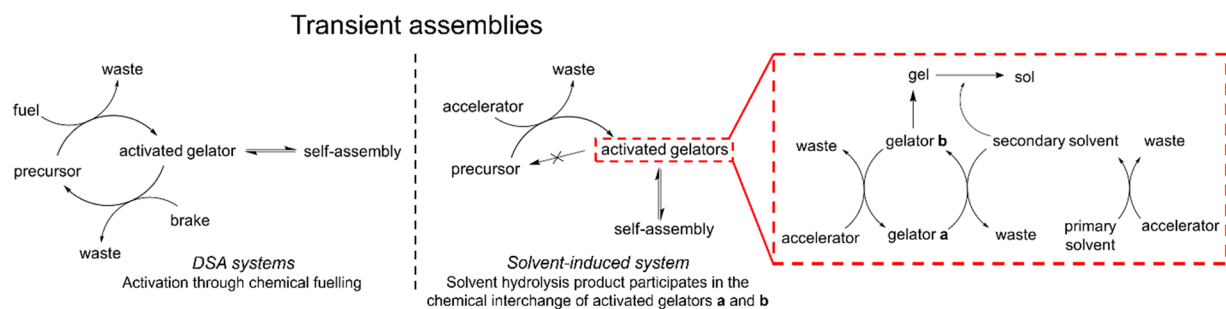 Transient assemblies
waste
fuel
activated gelator
self-assembly
precursor
brake
waste
DSA systems
Activation through chemical fuelling
waste
accelerator
activated gelators
precursor
self-assembly
Solvent-induced system
Solvent hydrolysis product participates in the
chemical interchange of activated gelators a and b
gel
sol
waste
gelator b
secondary solvent
waste
accelerator
gelator a
waste
primary
solvent
accelerator